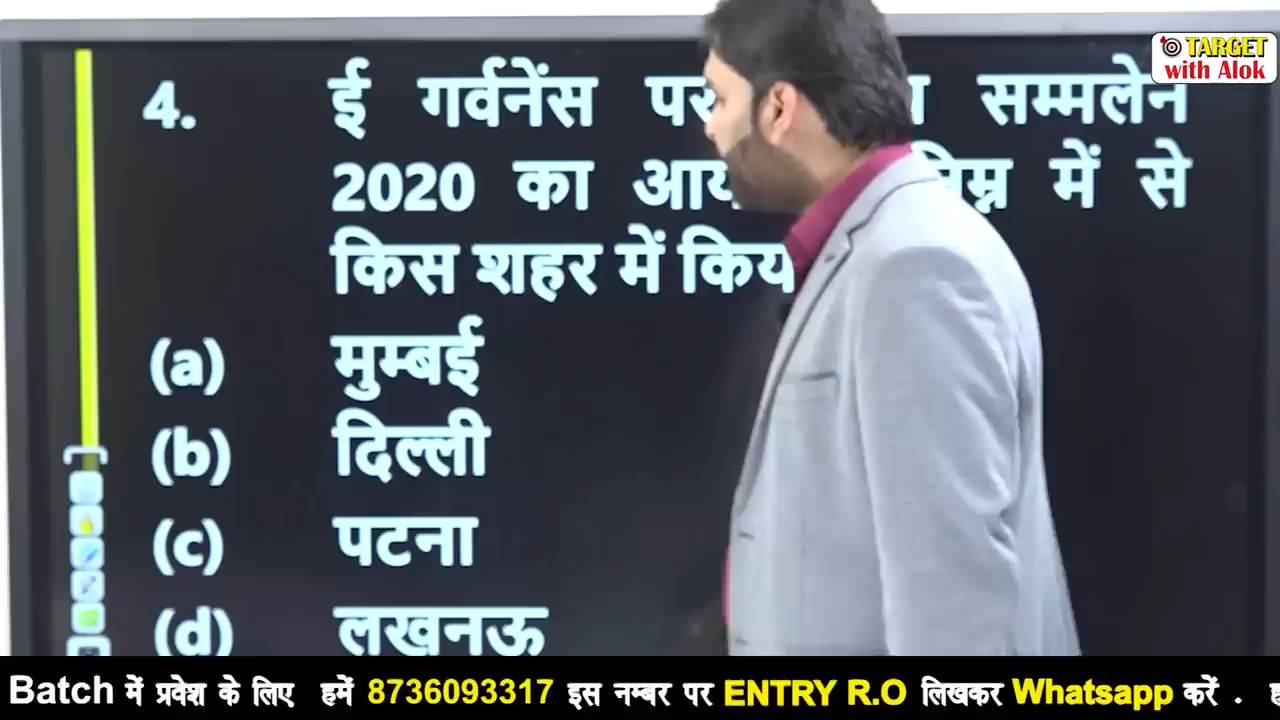 TARGET
with Alok
4. ई गर्वनेंस पर सम्मलेन
2020 का में से
किस शहर में
(a) मुम्बई
(b) दिल्ली
(c) पटना
(d) लखनऊ
Batch में प्रवेश के लिए हमें 8736093317 इस नम्बर पर ENTRY R.O लिखकर Whatsapp करें .